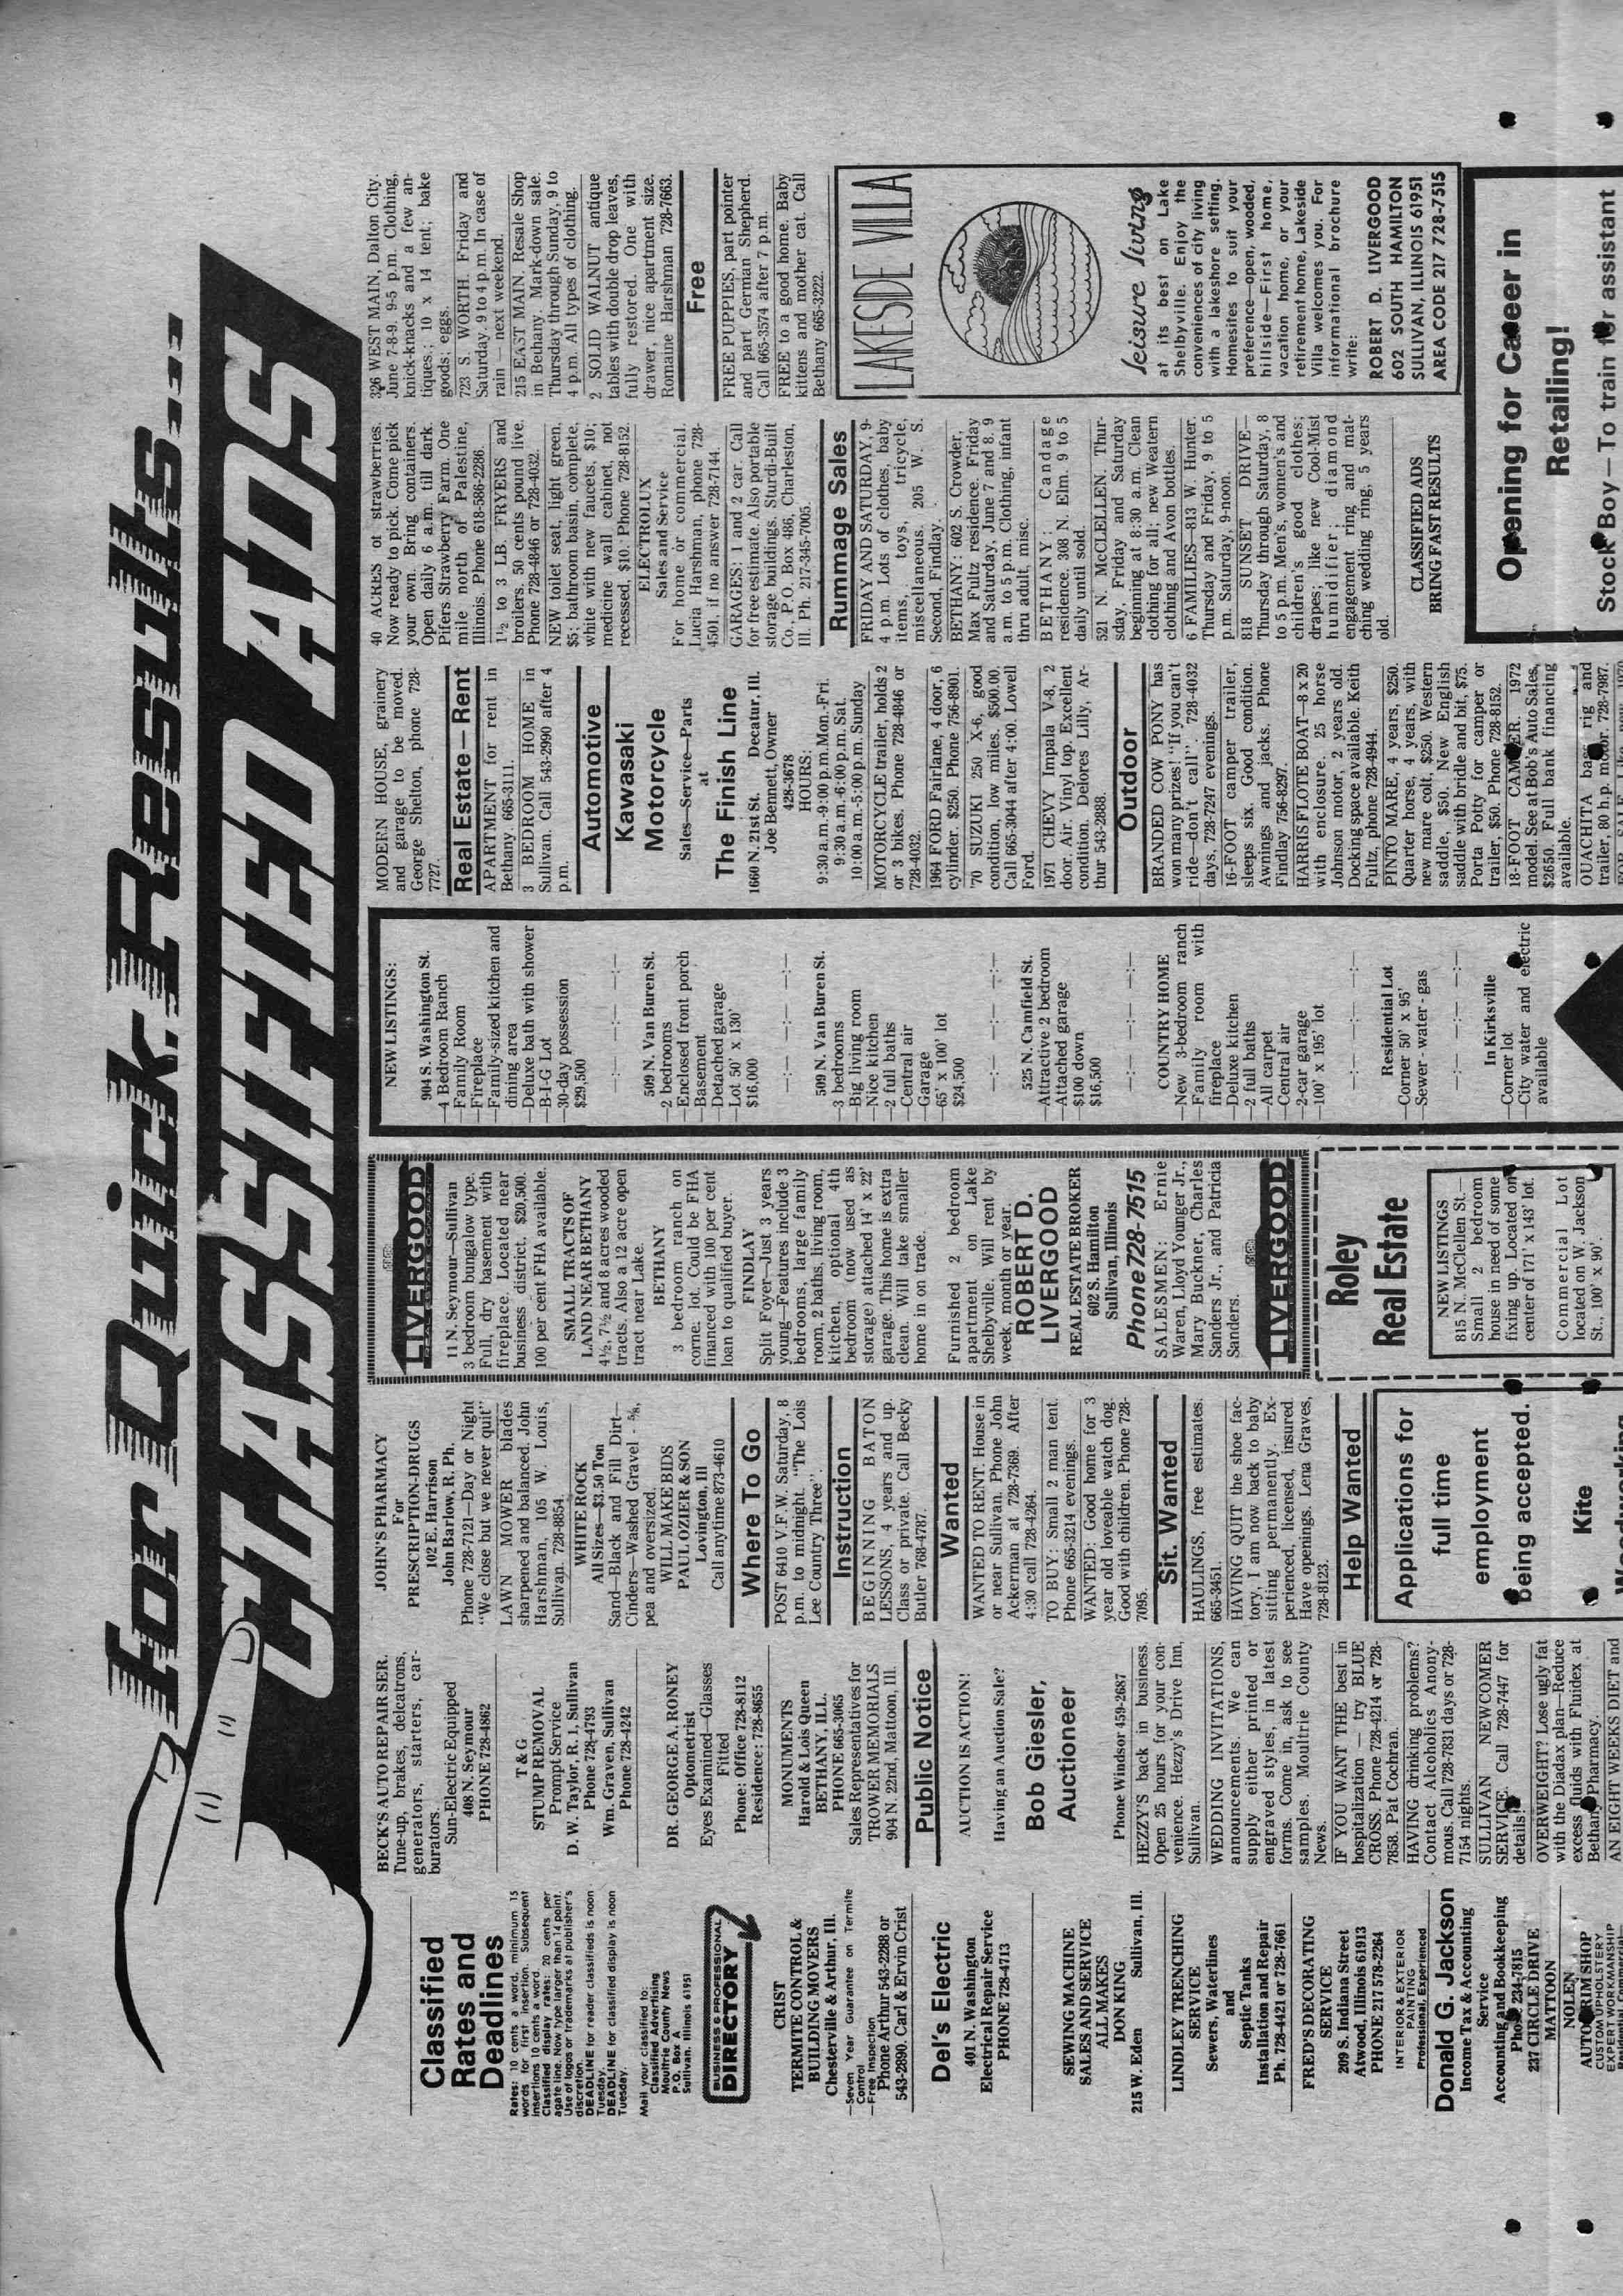 for Quick Results...
CLASSIFIED ADS
Classified
Rates and
Deadlines
Rates: 10 cents a word, minimum 15
words for first insertion. Subsequent
insertions 10 cents a word.
Classified display rates: 20 cents per
agate line. Now type larger than 14 point.
Use of logos or trademarks at publisher's
discretion.
DEADLINE for reader classifieds is noon
Tuesday.
DEADLINE for classified display is noon
Tuesday.
Mail your classified to:
Classified Advertising
Moultrie County News
P.O. Box A
Sullivan, Illinois 61951
BUSINESS & PROFESSIONAL
DIRECTORY
CRIST
TERMITE CONTROL &
BUILDING MOVERS
Chesterville & Arthur, Ill.
—Seven Year Guarantee on Termite
Control
—Free Inspection
Phone Arthur 543-2288 or
543-2890. Carl & Ervin Crist
Del's Electric
401 N. Washington
Electrical Repair Service
PHONE 728-4713
SEWING MACHINE
SALES AND SERVICE
ALL MAKES
DON KING
215 W. Eden Sullivan, Ill.
LINDLEY TRENCHING
SERVICE
Sewers, Waterlines
and
Septic Tanks
Installation and Repair
Ph. 728-4421 or 728-7661
FRED'S DECORATING
SERVICE
209 S. Indiana Street
Atwood, Illinois 61913
PHONE 217 578-2264
INTERIOR & EXTERIOR
PAINTING
Professional, Experienced
Donald G. Jackson
Income Tax & Accounting
Service
Accounting and Bookkeeping
Phone 234-7815
237 CIRCLE DRIVE
MATTOON
NOLEN
AUTO TRIM SHOP
CUSTOM UPHOLSTERY
EXPERT WORKMANSHIP
BECK'S AUTO REPAIR SER.
Tune-up, brakes, delcatrons,
generators, starters, car-
burators.
Sun-Electric Equipped
408 N. Seymour
PHONE 728-4862
T & G
STUMP REMOVAL
Prompt Service
D. W. Taylor, R. 1, Sullivan
Phone 728-4793
Wm. Graven, Sullivan
Phone 728-4242
DR. GEORGE A. RONEY
Optometrist
Eyes Examined—Glasses
Fitted
Phone: Office 728-8112
Residence: 728-8655
MONUMENTS
Harold & Lois Queen
BETHANY, ILL.
PHONE 665-3065
Sales Representatives for
TROWER MEMORIALS
904 N. 22nd, Mattoon, Ill.
Public Notice
AUCTION IS ACTION!
Having an Auction Sale?
Bob Giesler,
Auctioneer
Phone Windsor 459-2687
HEZZY'S back in business.
Open 25 hours for your con-
venience. Hezzy's Drive Inn,
Sullivan.
WEDDING INVITATIONS,
announcements. We can
supply either printed or
engraved styles, in latest
forms. Come in, ask to see
samples. Moultrie County
News.
IF YOU WANT THE best in
hospitalization — try BLUE
CROSS. Phone 728-4214 or 728-
7858. Pat Cochran.
HAVING drinking problems?
Contact Alcoholics Anony-
mous. Call 728-7831 days or 728-
7154 nights.
SULLIVAN NEWCOMER
SERVICE. Call 728-7447 for
details!
OVERWEIGHT? Lose ugly fat
with the Diadax plan—Reduce
excess fluids with Fluidex at
Bethany Pharmacy.
AN EIGHT WEEKS DIET and
JOHN'S PHARMACY
For
PRESCRIPTION-DRUGS
102 E. Harrison
John Barlow, R. Ph.
Phone 728-7121—Day or Night
"We close but we never quit"
LAWN MOWER blades
sharpened and balanced. John
Harshman, 105 W. Louis,
Sullivan. 728-8854.
WHITE ROCK
All Sizes—$3.50 Ton
Sand—Black and Fill Dirt—
Cinders—Washed Gravel - 5/8,
pea and oversized.
WILL MAKE BIDS
PAUL OZIER & SON
Lovington, Ill
Call anytime 873-4610
Where To Go
POST 6410 V.F.W. Saturday, 8
p.m. to midnight. "The Lois
Lee Country Three".
Instruction
BEGINNING BATON
LESSONS, 4 years and up.
Class or private. Call Becky
Butler 768-4787.
Wanted
WANTED TO RENT: House in
or near Sullivan. Phone John
Ackerman at 728-7369. After
4:30 call 728-4264.
TO BUY: Small 2 man tent.
Phone 665-3214 evenings.
WANTED: Good home for 3
year old loveable watch dog.
Good with children. Phone 728-
7095.
Sit. Wanted
HAULINGS, free estimates.
665-3451.
HAVING QUIT the shoe fac-
tory, I am now back to baby
sitting permanently. Ex-
perienced, licensed, insured.
Have openings. Lena Graves,
728-8123.
Help Wanted
Applications for
full time
employment
being accepted.
Kite
LIVERGOOD
11 N. Seymour—Sullivan
3 bedroom bungalow type.
Full, dry basement with
fireplace. Located near
business district, $20,500.
100 per cent FHA available.
SMALL TRACTS OF
LAND NEAR BETHANY
4½, 7½ and 8 acres wooded
tracts. Also a 12 acre open
tract near Lake.
BETHANY
3 bedroom ranch on
corner lot. Could be FHA
financed with 100 per cent
loan to qualified buyer.
FINDLAY
Split Foyer—Just 3 years
young—Features include 3
bedrooms, large family
room, 2 baths, living room,
kitchen, optional 4th
bedroom (now used as
storage) attached 14' x 22'
garage. This home is extra
clean. Will take smaller
home in on trade.
Furnished 2 bedroom
apartment on Lake
Shelbyville. Will rent by
week, month or year.
ROBERT D.
LIVERGOOD
REAL ESTATE BROKER
602 S. Hamilton
Sullivan, Illinois
Phone 728-7515
SALESMEN: Ernie
Waren, Lloyd Younger Jr.,
Mary Buckner, Charles
Sanders Jr., and Patricia
Sanders.
LIVERGOOD
Roley
Real Estate
NEW LISTINGS
815 N. McClellen St.—
Small 2 bedroom
house in need of some
fixing up. Located on
center of 171' x 143' lot.
Commercial Lot
located on W. Jackson
St., 100' x 90'.
NEW LISTINGS:
904 S. Washington St.
—4 Bedroom Ranch
—Family Room
—Fireplace
—Family-sized kitchen and
dining area
—Deluxe bath with shower
—B-I-G Lot
—30-day possession
$29,500
—:— —:— —:—
509 N. Van Buren St.
—2 bedrooms
—Enclosed front porch
—Basement
—Detached garage
—Lot 50' x 130'
$16,000
—:— —:— —:—
509 N. Van Buren St.
—3 bedrooms
—Big living room
—Nice kitchen
—2 full baths
—Central air
—Garage
—65' x 100' lot
$24,500
—:— —:— —:—
525 N. Camfield St.
—Attractive 2 bedroom
—Attached garage
$100 down
$16,500
—:— —:— —:—
COUNTRY HOME
—New 3-bedroom ranch
—Family room with
fireplace
—Deluxe kitchen
—2 full baths
—All carpet
—Central air
—2-car garage
—100' x 195' lot
—:— —:— —:—
Residential Lot
—Corner 50' x 95'
—Sewer - water - gas
—:— —:— —:—
In Kirksville
—Corner lot
—City water and electric
available
MODERN HOUSE, grainery
and garage to be moved.
George Shelton, phone 728-
7727.
Real Estate—Rent
APARTMENT for rent in
Bethany. 665-3111.
3 BEDROOM HOME in
Sullivan. Call 543-2990 after 4
p.m.
Automotive
Kawasaki
Motorcycle
Sales—Service—Parts
at
The Finish Line
1660 N. 21st St. Decatur, Ill.
Joe Bennett, Owner
428-3678
HOURS:
9:30 a.m.-9:00 p.m. Mon.-Fri.
9:30 a.m.-6:00 p.m. Sat.
10:00 a.m.-5:00 p.m. Sunday
MOTORCYCLE trailer, holds 2
or 3 bikes. Phone 728-4846 or
728-4032.
1964 FORD Fairlane, 4 door, 6
cylinder. $250. Phone 756-8901.
'70 SUZUKI 250 X-6, good
condition, low miles. $500.00.
Call 665-3044 after 4:00. Lowell
Ford.
1971 CHEVY Impala V-8, 2
door. Air. Vinyl top. Excellent
condition. Delores Lilly, Ar-
thur 543-2888.
Outdoor
BRANDED COW PONY has
won many prizes! "If you can't
ride—don't call!". 728-4032
days, 728-7247 evenings.
16-FOOT camper trailer,
sleeps six. Good condition.
Awnings and jacks. Phone
Findlay 756-8297.
HARRIS FLOTE BOAT—8 x 20
with enclosure. 25 horse
Johnson motor, 2 years old.
Docking space available. Keith
Fultz, phone 728-4944.
PINTO MARE, 4 years, $250.
Quarter horse, 4 years, with
new mare colt, $250. Western
saddle, $50. New English
saddle with bridle and bit, $75.
Porta Potty for camper or
trailer, $50. Phone 728-8152.
18-FOOT CAMPER. 1972
model. See at Bob's Auto Sales,
$2650. Full bank financing
available.
OUACHITA bass rig and
trailer, 80 h.p. motor. 728-7987.
40 ACRES of strawberries.
Now ready to pick. Come pick
your own. Bring containers.
Open daily 6 a.m. till dark.
Pifers Strawberry Farm. One
mile north of Palestine,
Illinois. Phone 618-586-2286.
1½ to 3 LB. FRYERS and
broilers. 50 cents pound live.
Phone 728-4846 or 728-4032.
NEW toilet seat, light green,
$5; bathroom basin, complete,
white with new faucets, $10;
medicine wall cabinet, not
recessed, $10. Phone 728-8152.
ELECTROLUX
Sales and Service
For home or commercial.
Lucia Harshman, phone 728-
4501, if no answer 728-7144.
GARAGES: 1 and 2 car. Call
for free estimate. Also portable
storage buildings. Sturdi-Built
Co., P.O. Box 486, Charleston,
Ill. Ph. 217-345-7005.
Rummage Sales
FRIDAY AND SATURDAY, 9-
4 p.m. Lots of clothes, baby
items, toys, tricycle,
miscellaneous. 205 W. S.
Second, Findlay.
BETHANY: 602 S. Crowder,
Max Fultz residence. Friday
and Saturday, June 7 and 8. 9
a.m. to 5 p.m. Clothing, infant
thru adult, misc.
BETHANY: Candage
residence. 308 N. Elm. 9 to 5
daily until sold.
521 N. McCLELLEN. Thur-
sday, Friday and Saturday
beginning at 8:30 a.m. Clean
clothing for all; new Weatern
clothing and Avon bottles.
6 FAMILIES—813 W. Hunter.
Thursday and Friday, 9 to 5
p.m. Saturday, 9-noon.
818 SUNSET DRIVE—
Thursday through Saturday, 8
to 5 p.m. Men's, women's and
children's good clothes;
drapes; like new Cool-Mist
humidifier; diamond
engagement ring and mat-
ching wedding ring, 5 years
old.
CLASSIFIED ADS
BRING FAST RESULTS
326 WEST MAIN, Dalton City.
June 7-8-9. 9-5 p.m. Clothing,
knick-knacks and a few an-
tiques.; 10 x 14 tent; bake
goods; eggs.
723 S. WORTH. Friday and
Saturday. 9 to 4 p.m. In case of
rain — next weekend.
215 EAST MAIN. Resale Shop
in Bethany. Mark-down sale.
Thursday through Sunday, 9 to
4 p.m. All types of clothing.
2 SOLID WALNUT antique
tables with double drop leaves,
fully restored. One with
drawer, nice apartment size.
Romaine Harshman 728-7663.
Free
FREE PUPPIES, part pointer
and part German Shepherd.
Call 665-3574 after 7 p.m.
FREE to a good home. Baby
kittens and mother cat. Call
Bethany 665-3222.
LAKESIDE VILLA
leisure living
at its best on Lake
Shelbyville. Enjoy the
conveniences of city living
with a lakeshore setting.
Homesites to suit your
preference—open, wooded,
hillside—First home,
vacation home, or your
retirement home, Lakeside
Villa welcomes you. For
informational brochure
write:
ROBERT D. LIVERGOOD
602 SOUTH HAMILTON
SULLIVAN, ILLINOIS 61951
AREA CODE 217 728-7515
Opening for Career in
Retailing!
Stock Boy—To train for assistant